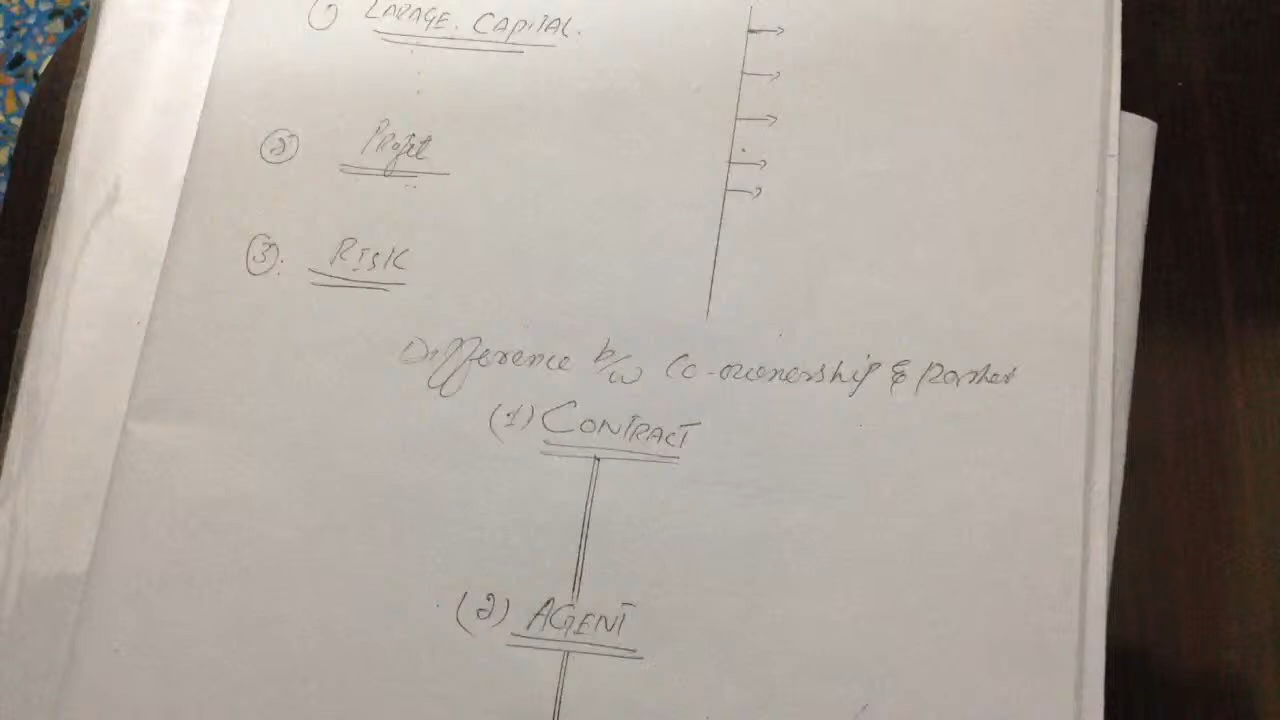 (1) LARAGE. CAPITAL.
(2) Profit
(3). RISK
Difference b/w Co-ownership & Partner
(1) CONTRACT
(2) AGENT